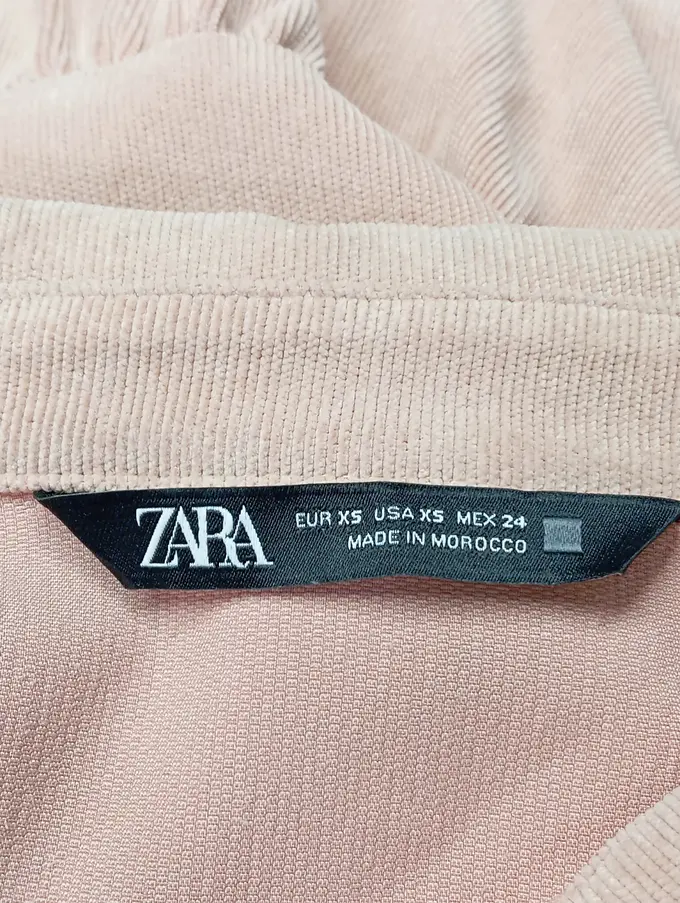 ZARA
EUR XS USA XS MEX 24
MADE IN MOROCCO